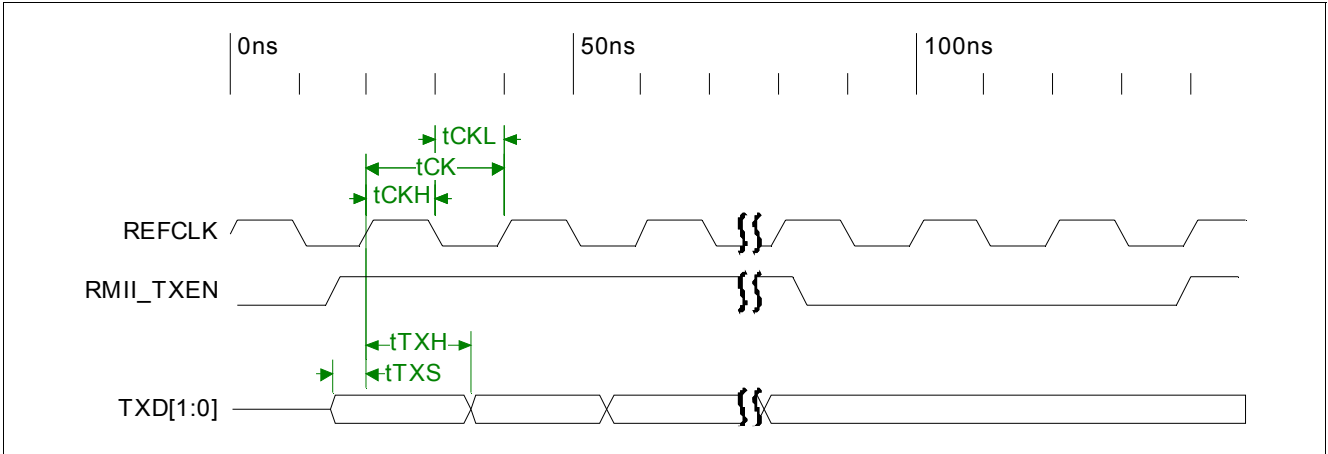 0ns 50ns 100ns
tCKL
tCK
tCKH
REFCLK
RMII_TXEN
tTXH
tTXS
TXD[1:0]